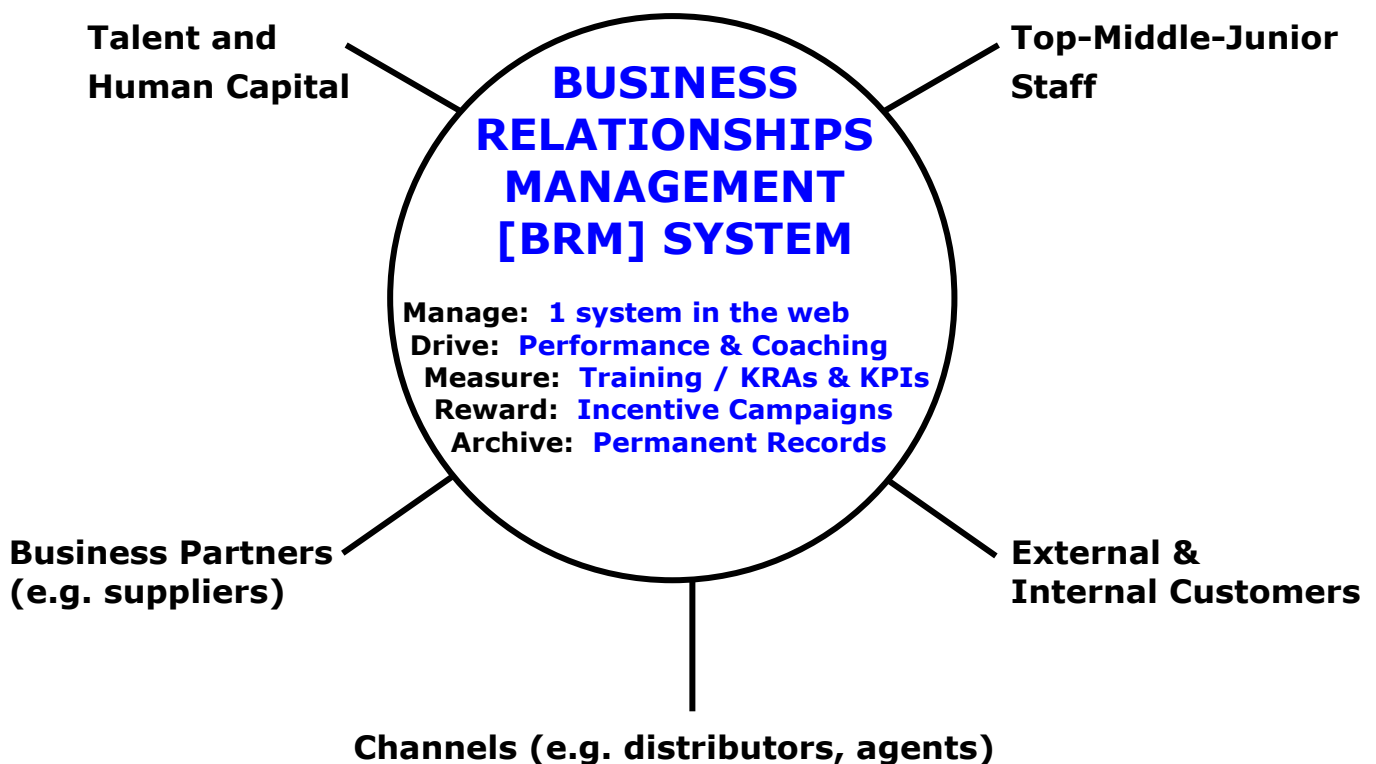 Talent and
Human Capital
Top-Middle-Junior
Staff
BUSINESS
RELATIONSHIPS
MANAGEMENT
[BRM] SYSTEM
Manage: 1 system in the web
Drive: Performance & Coaching
Measure: Training / KRAs & KPIs
Reward: Incentive Campaigns
Archive: Permanent Records
Business Partners
(e.g. suppliers)
External &
Internal Customers
Channels (e.g. distributors, agents)